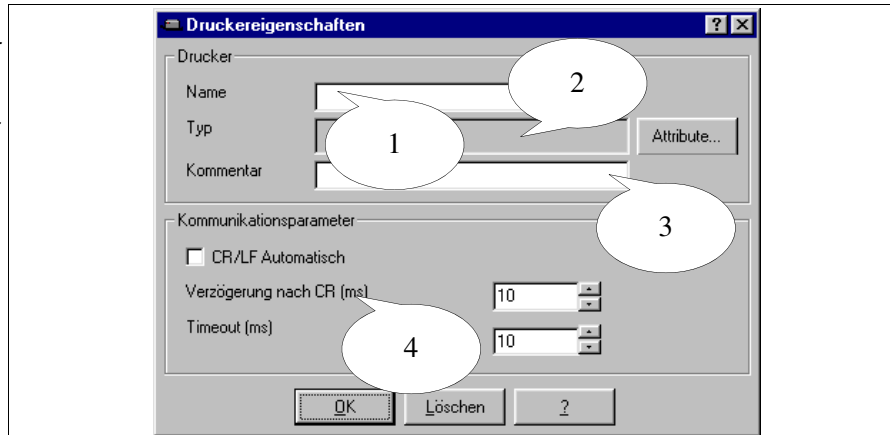 Druckereigenschaften
Drucker
Name
2
Typ
1
Attribute...
Kommentar
3
Kommunikationsparameter
CR/LF Automatisch
Verzögerung nach CR (ms)
10
Timeout (ms)
10
4
OK
Löschen
?